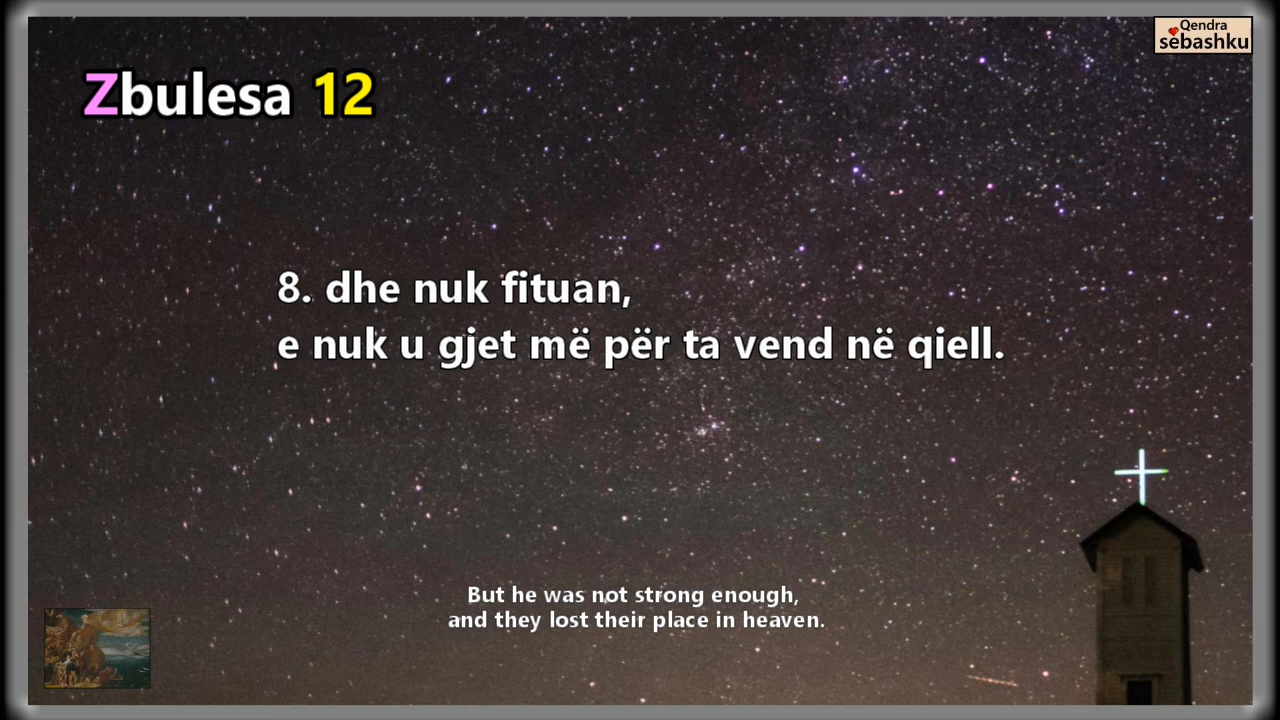 Qendra
sebashku
Zbulesa 12
8. dhe nuk fituan,
e nuk u gjet më për ta vend në qiell.
But he was not strong enough,
and they lost their place in heaven.